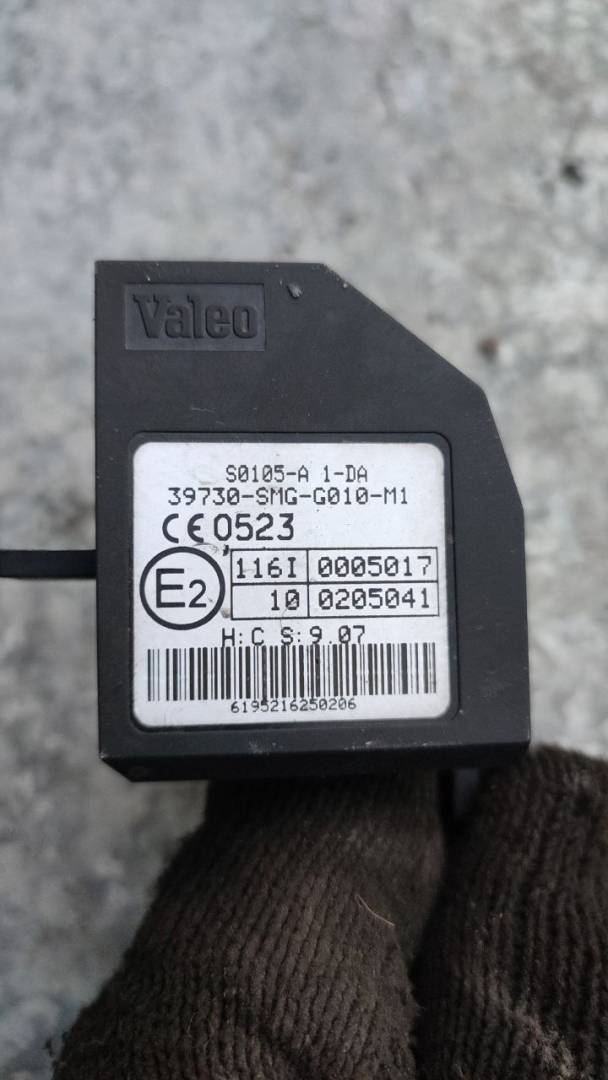 Valeo
S0105-A 1-DA
39730-SMG-G010-M1
CE 0523
E2
116I 0005017
10 0205041
H:C S:9.07
6195216250206